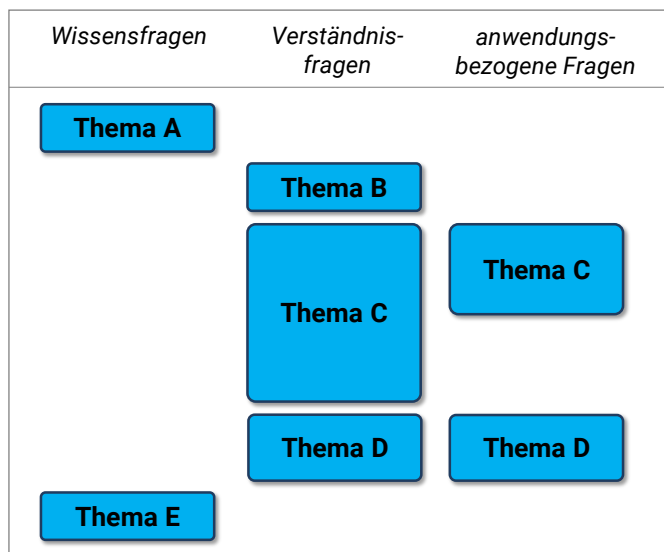 Wissensfragen
Verständnis-
fragen
anwendungs-
bezogene Fragen
Thema A
Thema B
Thema C
Thema C
Thema D
Thema D
Thema E